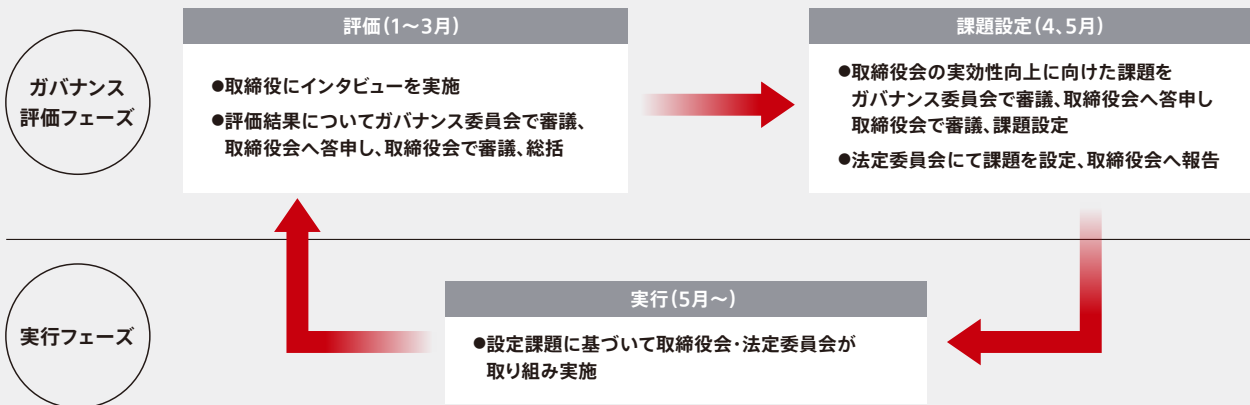 ガバナンス
評価フェーズ
評価(1～3月)
●取締役にインタビューを実施
●評価結果についてガバナンス委員会で審議、
取締役会へ答申し、取締役会で審議、総括
課題設定(4、5月)
●取締役会の実効性向上に向けた課題を
ガバナンス委員会で審議、取締役会へ答申し
取締役会で審議、課題設定
●法定委員会にて課題を設定、取締役会へ報告
実行フェーズ
実行(5月～)
●設定課題に基づいて取締役会・法定委員会が
取り組み実施